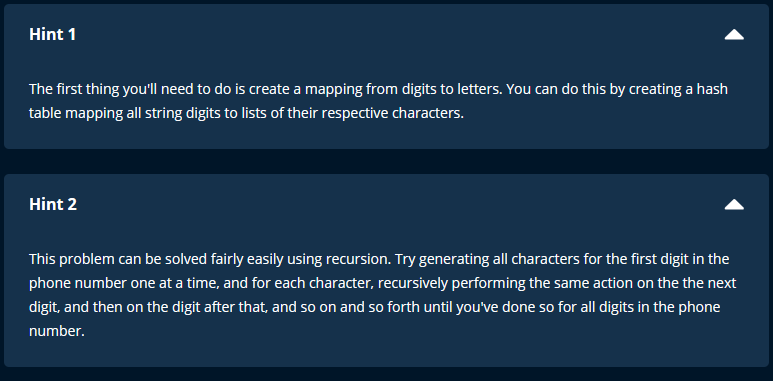 Hint 1
The first thing you'll need to do is create a mapping from digits to letters. You can do this by creating a hash
table mapping all string digits to lists of their respective characters.
Hint 2
This problem can be solved fairly easily using recursion. Try generating all characters for the first digit in the
phone number one at a time, and for each character, recursively performing the same action on the the next
digit, and then on the digit after that, and so on and so forth until you've done so for all digits in the phone
number.